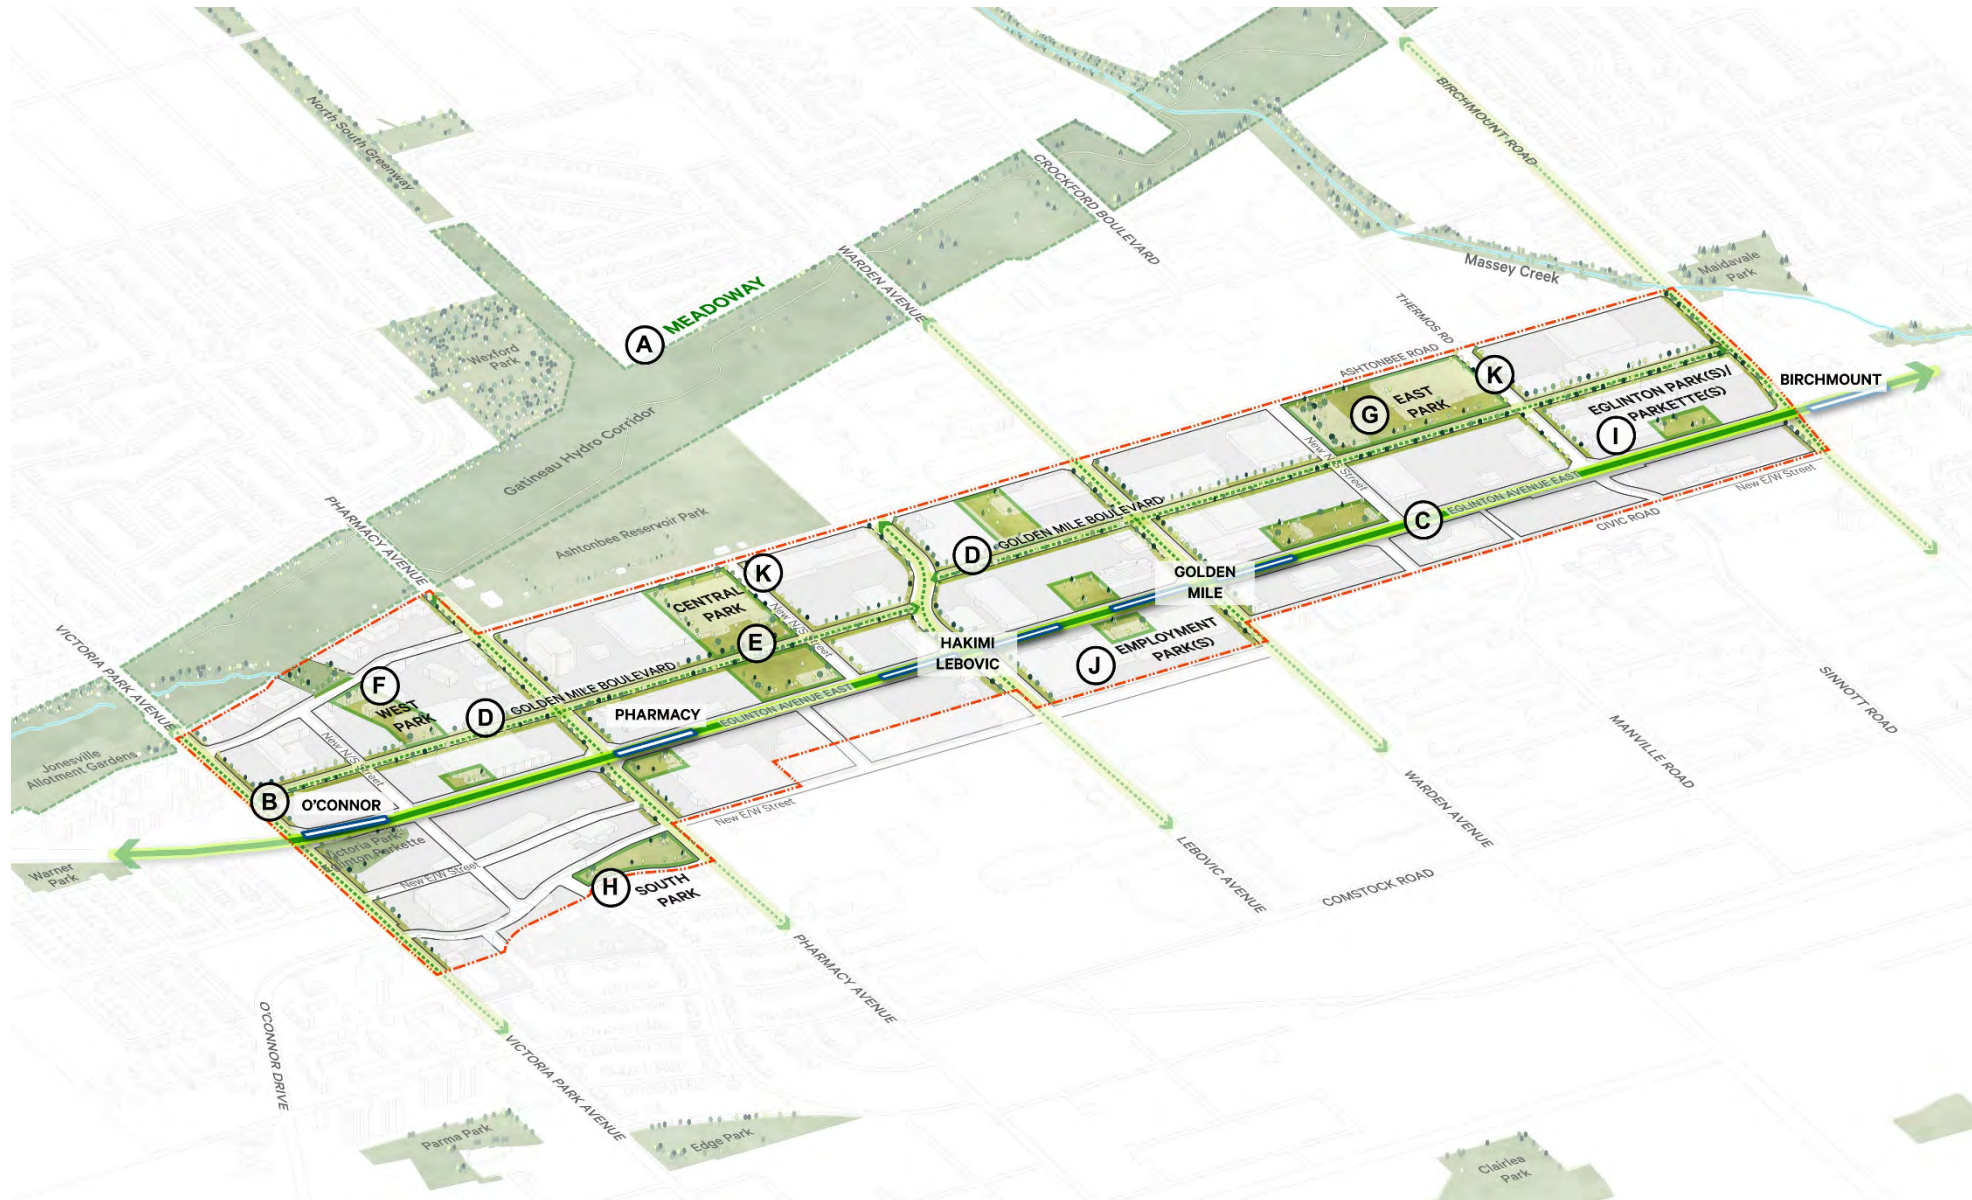 North South Greenway
BIRCHMOUNT ROAD
CROCKFORD BOULEVARD
WARDEN AVENUE
Massey Creek
Maidavale
Park
THERMOS RD
A
MEADOWAY
Wexford
Park
ASHTONBEE ROAD
K
BIRCHMOUNT
G
EAST
PARK
EGLINTON PARK(S)/
PARKETTE(S)
I
Gatineau Hydro Corridor
New N/S Street
New E/W Street
PHARMACY AVENUE
Ashtonbee Reservoir Park
GOLDEN MILE BOULEVARD
D
C
EGLINTON AVENUE EAST
CIVIC ROAD
K
CENTRAL
PARK
E
New N/S Street
GOLDEN
MILE
VICTORIA PARK AVENUE
HAKIMI
LEBOVIC
J
EMPLOYMENT
PARK(S)
F
WEST
PARK
D
GOLDEN MILE BOULEVARD
PHARMACY
EGLINTON AVENUE EAST
SINNOTT ROAD
MANVILLE ROAD
Jonesville
Allotment Gardens
New N/S Street
B
O'CONNOR
New E/W Street
WARDEN AVENUE
Victoria Park-
Eglinton Parkette
Warner
Park
New E/W Street
H
SOUTH
PARK
LEBOVIC AVENUE
COMSTOCK ROAD
PHARMACY AVENUE
O'CONNOR DRIVE
VICTORIA PARK AVENUE
Parma Park
Edge Park
Clairlea
Park